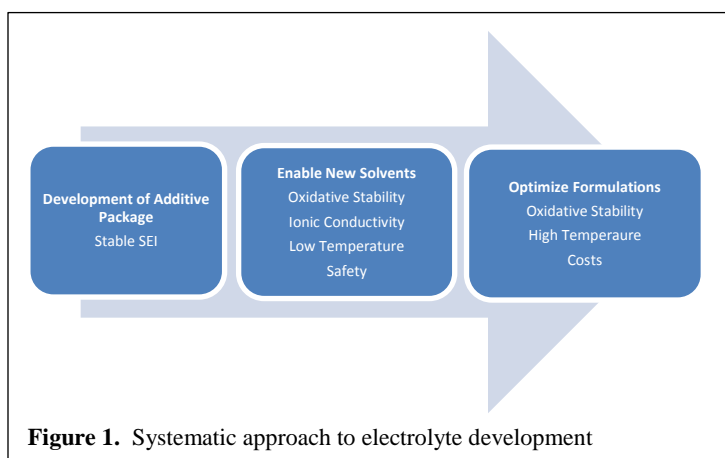 Development of Additive
Package
Stable SEI
Enable New Solvents
Oxidative Stability
Ionic Conductivity
Low Temperature
Safety
Optimize Formulations
Oxidative Stability
High Temperaure
Costs
Figure 1. Systematic approach to electrolyte development